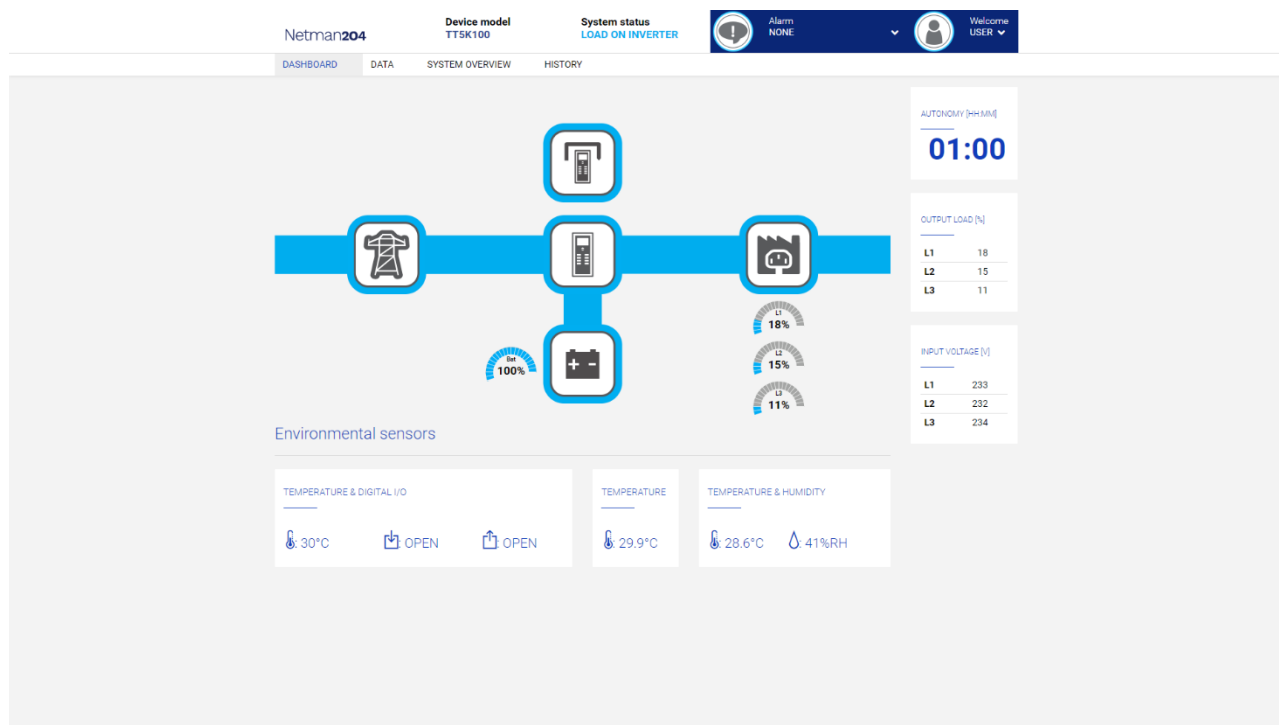 Netman204
Device model
TT5K100
System status
LOAD ON INVERTER
Alarm
NONE
Welcome
USER
DASHBOARD DATA SYSTEM OVERVIEW HISTORY
AUTONOMY [HH:MM]
01:00
OUTPUT LOAD [%]
L1 18
L2 15
L3 11
INPUT VOLTAGE [V]
L1 233
L2 232
L3 234
L1
18%
L2
15%
L3
11%
Bat
100%
Environmental sensors
TEMPERATURE & DIGITAL I/O
: 30°C : OPEN : OPEN
TEMPERATURE
: 29.9°C
TEMPERATURE & HUMIDITY
: 28.6°C : 41%RH